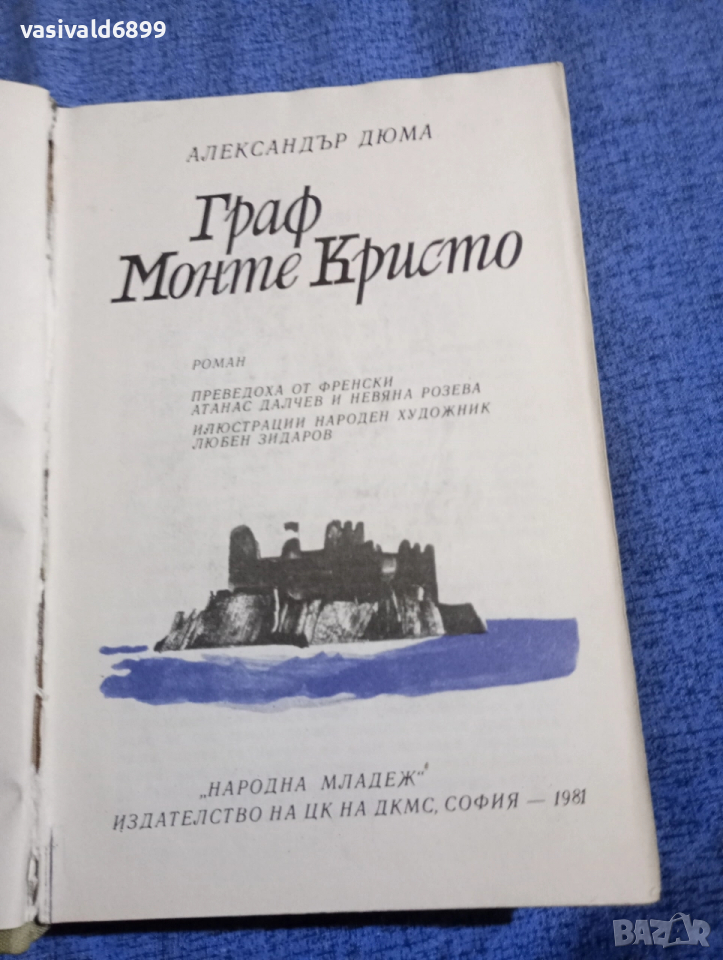 vasivald6899
АЛЕКСАНДЪР ДЮМА
Граф
Монте Кристо
РОМАН
ПРЕВЕДОХА ОТ ФРЕНСКИ
АТАНАС ДАЛЧЕВ И НЕВЯНА РОЗЕВА
ИЛЮСТРАЦИИ НАРОДЕН ХУДОЖНИК
ЛЮБЕН ЗИДАРОВ
„НАРОДНА МЛАДЕЖ“
ИЗДАТЕЛСТВО НА ЦК НА ДКМС, СОФИЯ — 1981
BAZAR